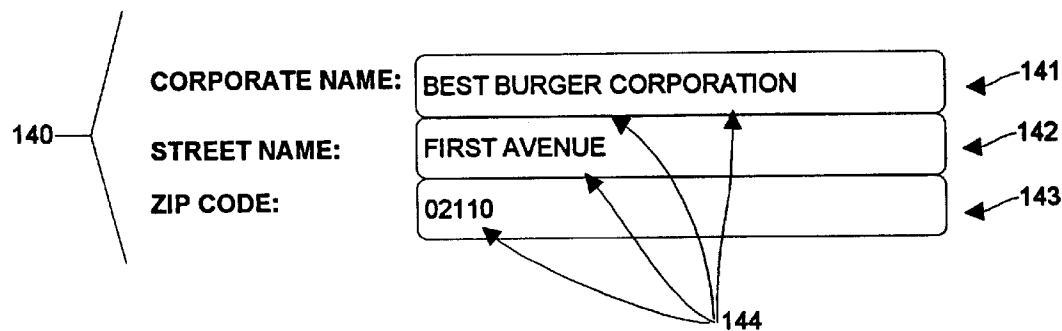 CORPORATE NAME: BEST BURGER CORPORATION 141
140 STREET NAME: FIRST AVENUE 142
ZIP CODE: 02110 143
144